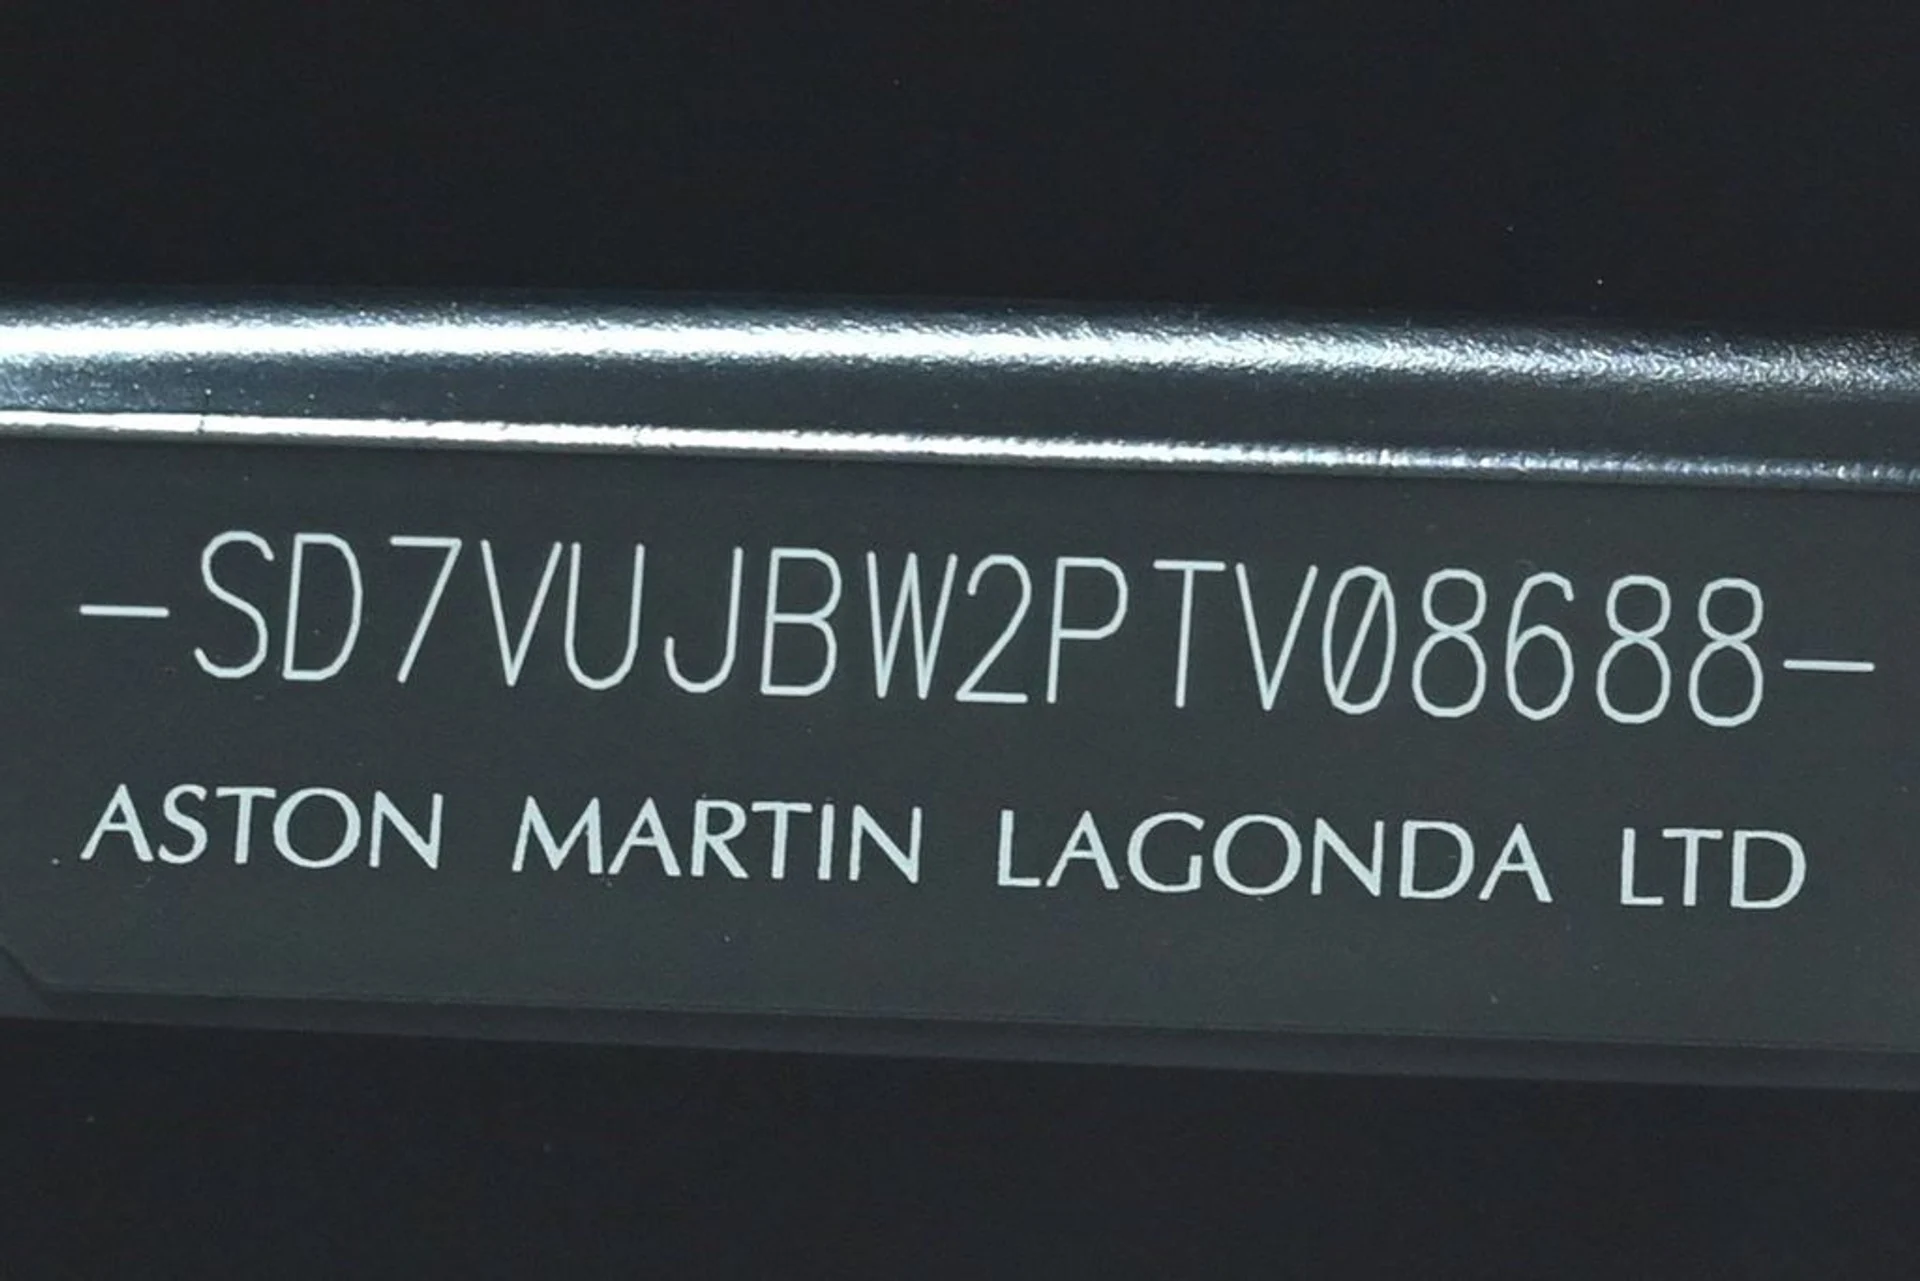 -SD7VUJBW2PTV08688-
ASTON MARTIN LAGONDA LTD